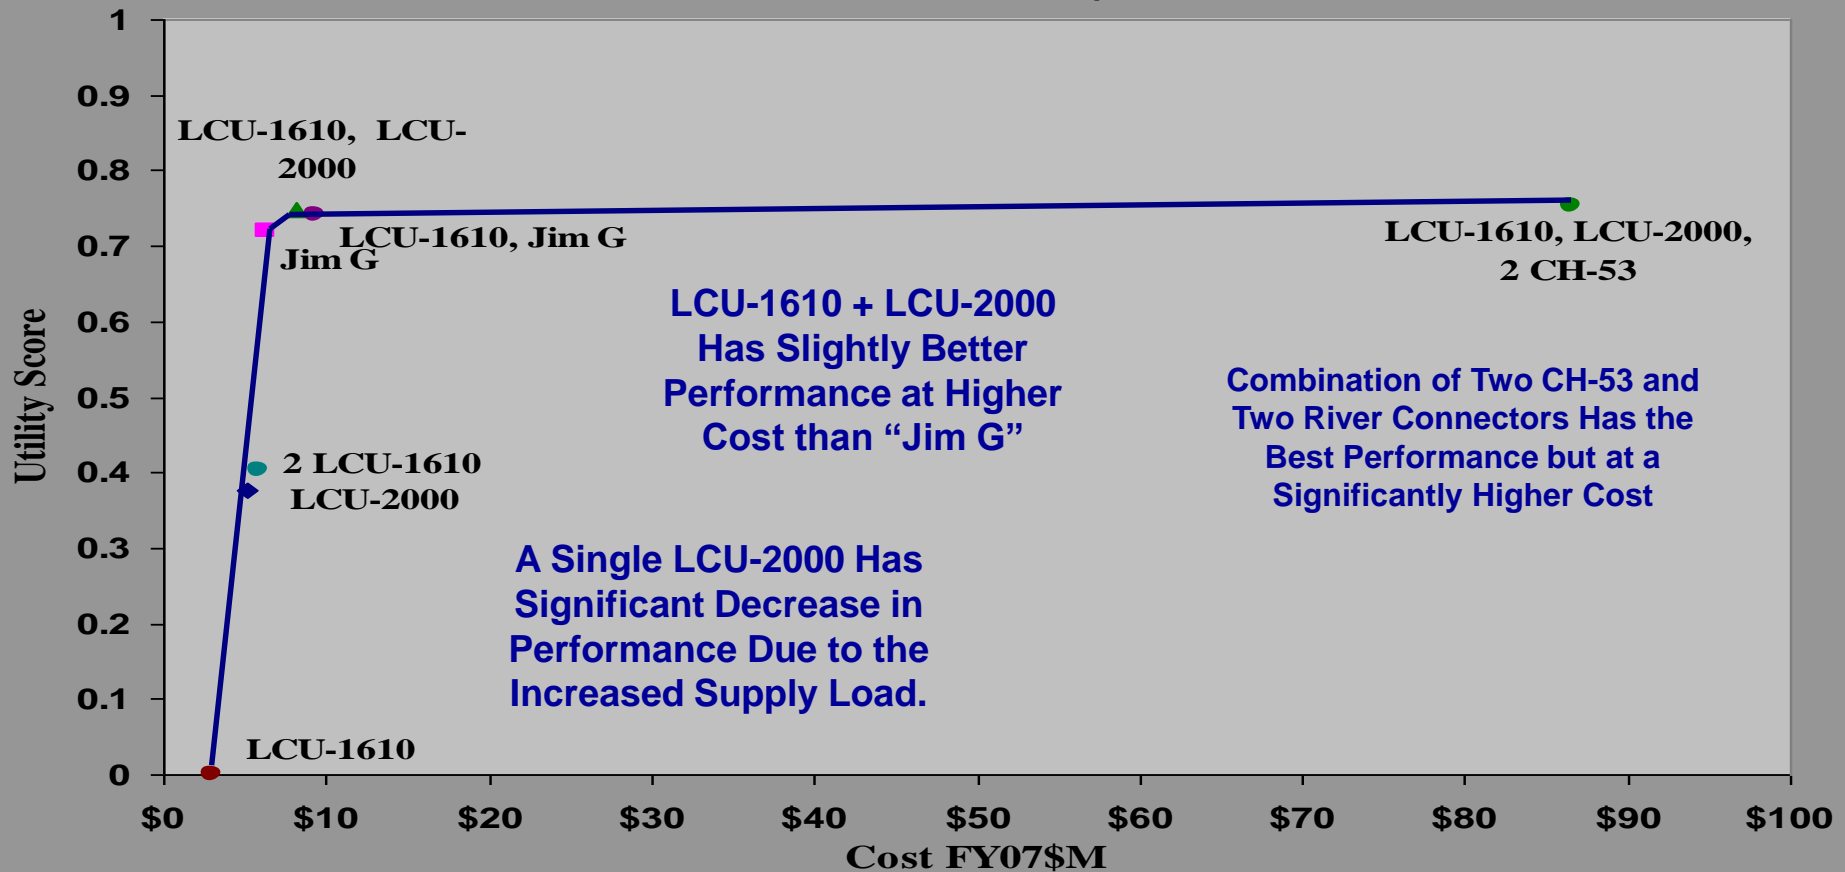 1
0.9
0.8
0.7
0.6
0.5
0.4
0.3
0.2
0.1
0
Utility Score
LCU-1610, LCU-
2000
LCU-1610, Jim G
Jim G
LCU-1610, LCU-2000,
2 CH-53
LCU-1610 + LCU-2000
Has Slightly Better
Performance at Higher
Cost than “Jim G”
Combination of Two CH-53 and
Two River Connectors Has the
Best Performance but at a
Significantly Higher Cost
2 LCU-1610
LCU-2000
A Single LCU-2000 Has
Significant Decrease in
Performance Due to the
Increased Supply Load.
LCU-1610
$0 $10 $20 $30 $40 $50 $60 $70 $80 $90 $100
Cost FY07$M